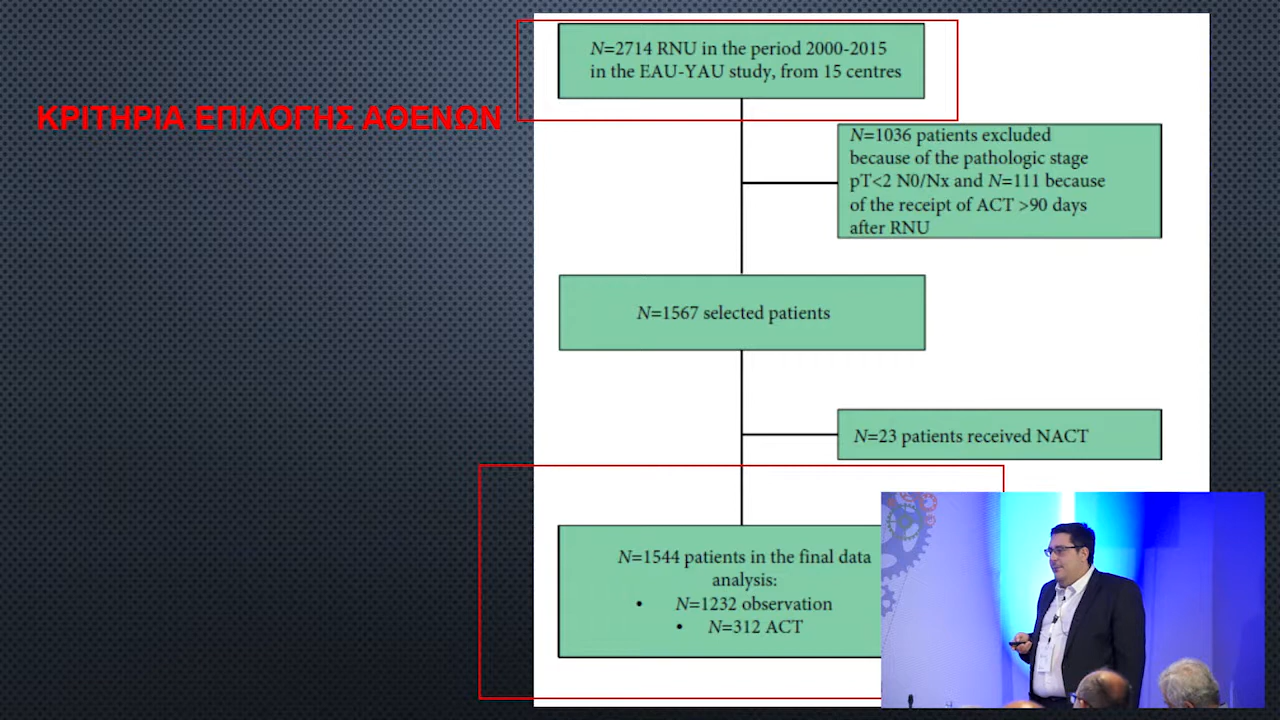 ΚΡΙΤΗΡΙΑ ΕΠΙΛΟΓΗΣ ΑΘΕΝΩΝ
N=2714 RNU in the period 2000-2015
in the EAU-YAU study, from 15 centres
N=1036 patients excluded
because of the pathologic stage
pT<2 N0/Nx and N=111 because
of the receipt of ACT >90 days
after RNU
N=1567 selected patients
N=23 patients received NACT
N=1544 patients in the final data
analysis:
• N=1232 observation
• N=312 ACT